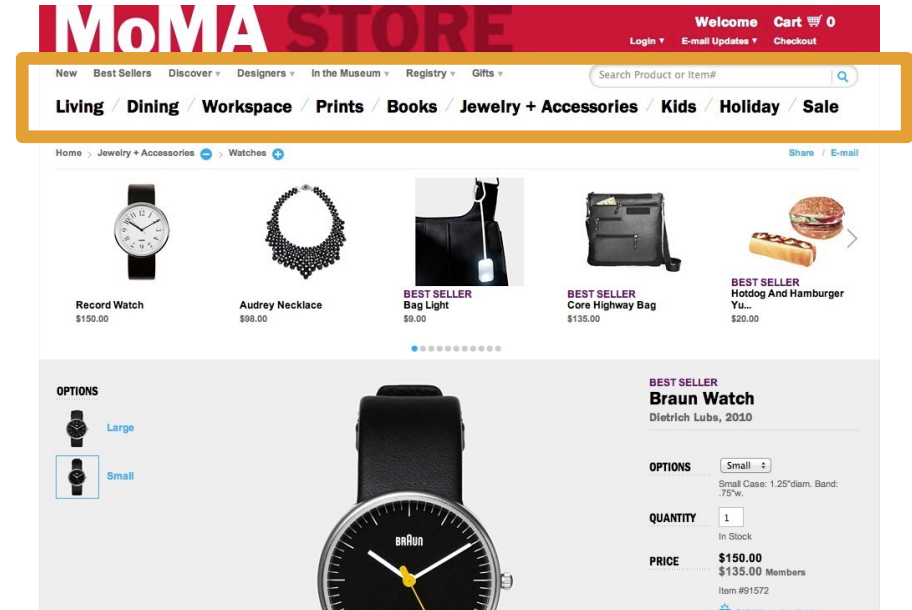 MoMA STORE
Welcome Cart 0
Login E-mail Updates Checkout
New Best Sellers Discover Designers In the Museum Registry Gifts
Search Product or Item#
Living / Dining / Workspace / Prints / Books / Jewelry + Accessories / Kids / Holiday / Sale
Home > Jewelry + Accessories > Watches
Share / E-mail
Record Watch
$150.00
Audrey Necklace
$98.00
BEST SELLER
Bag Light
$9.00
BEST SELLER
Core Highway Bag
$135.00
BEST SELLER
Hotdog And Hamburger
Yu...
$20.00
OPTIONS
Large
Small
BRAUN
BEST SELLER
Braun Watch
Dietrich Lubs, 2010
OPTIONS Small
Small Case: 1.25"diam. Band:
.75"w.
QUANTITY 1
In Stock
PRICE $150.00
$135.00 Members
Item #91572